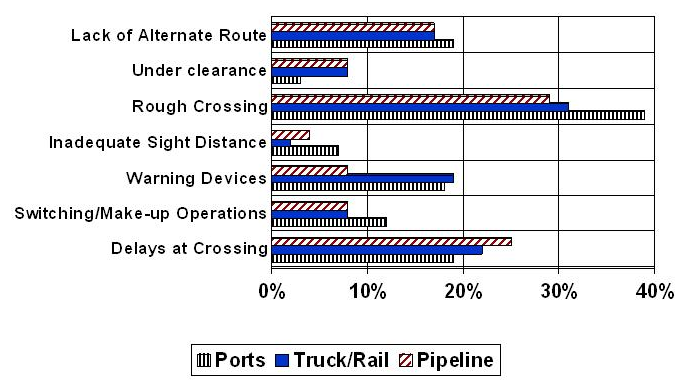 Lack of Alternate Route
Under clearance
Rough Crossing
Inadequate Sight Distance
Warning Devices
Switching/Make-up Operations
Delays at Crossing
0% 10% 20% 30% 40%
Ports Truck/Rail Pipeline